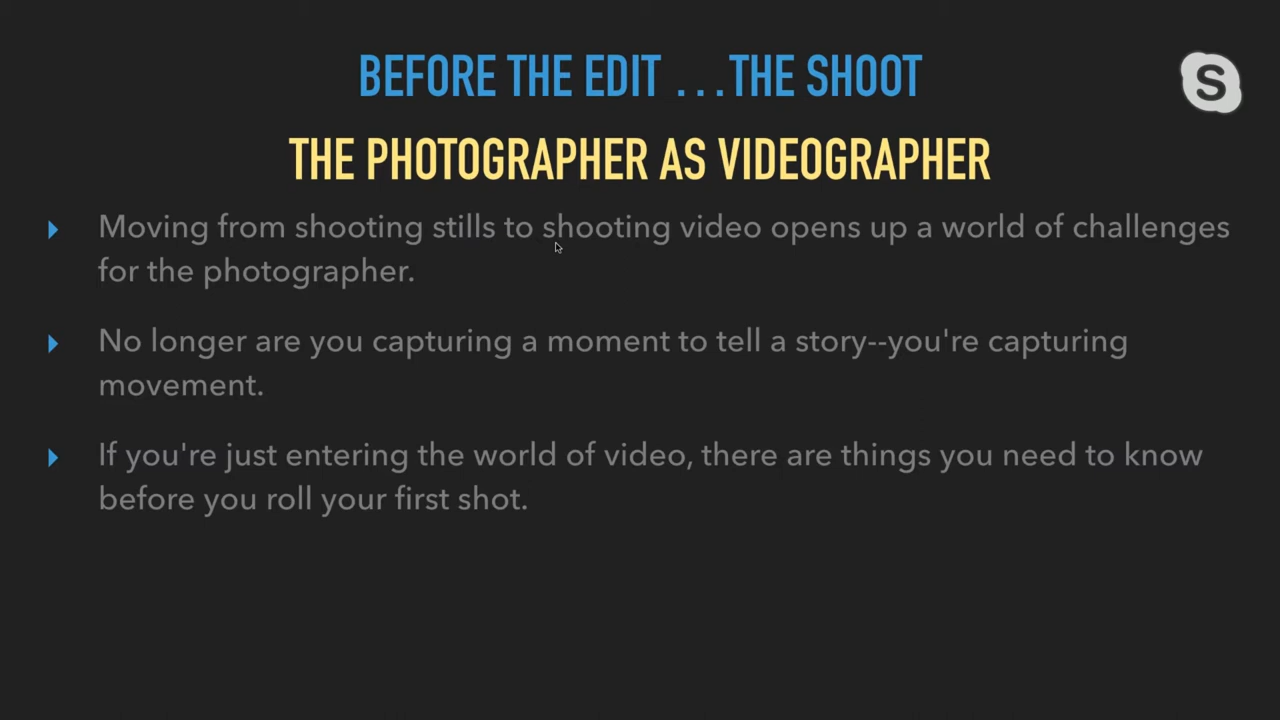 BEFORE THE EDIT ...THE SHOOT
S
THE PHOTOGRAPHER AS VIDEOGRAPHER
Moving from shooting stills to shooting video opens up a world of challenges
for the photographer.
No longer are you capturing a moment to tell a story--you're capturing
movement.
If you're just entering the world of video, there are things you need to know
before you roll your first shot.